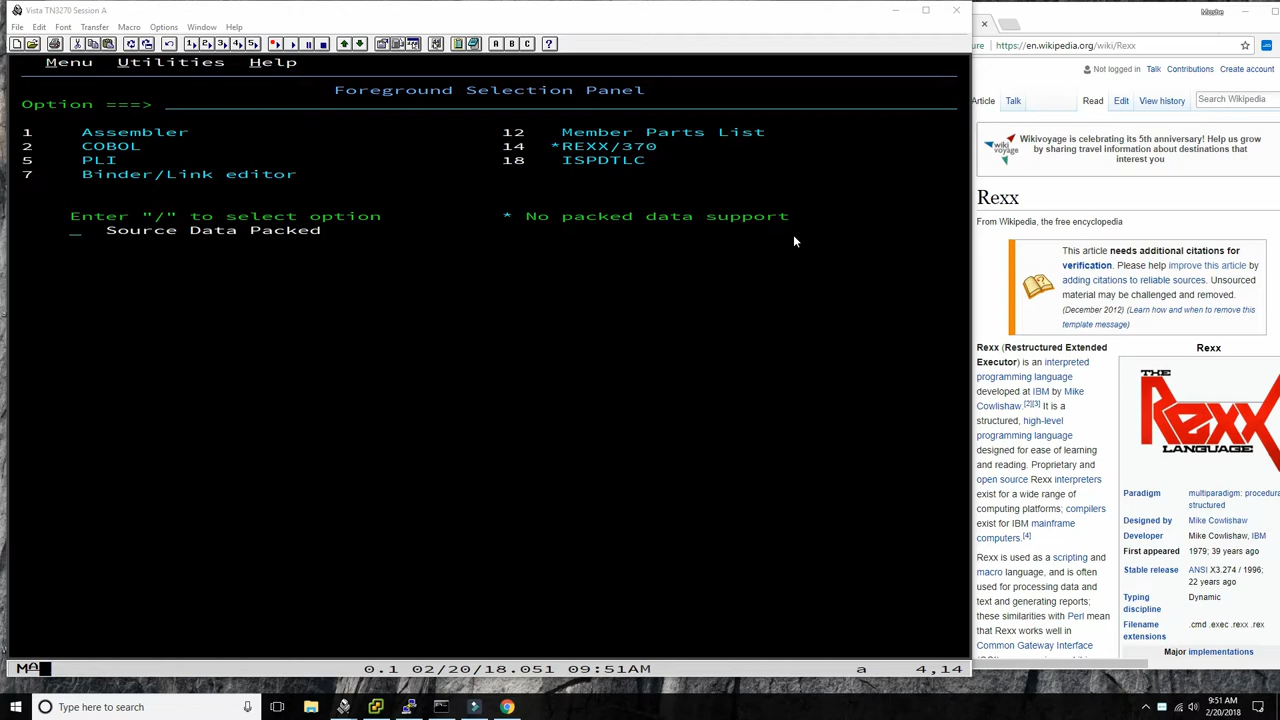 Vista TN3270 Session A
File Edit Font Transfer Macro Options Window Help
Menu Utilities Help
Foreground Selection Panel
Option ===>
1 Assembler 12 Member Parts List
2 COBOL 14 *REXX/370
5 PLI 18 ISPDTLC
7 Binder/Link editor
Enter "/" to select option * No packed data support
_ Source Data Packed
0.1 02/20/18.051 09:51AM a 4,14
Moshe
https://en.wikipedia.org/wiki/Rexx
Not logged in Talk Contributions Create account
Article Talk Read Edit View history Search Wikipedia
wiki voyage
Wikivoyage is celebrating its 5th anniversary! Help us grow
by sharing travel information about destinations that
interest you
Rexx
From Wikipedia, the free encyclopedia
This article needs additional citations for
verification. Please help improve this article by
adding citations to reliable sources. Unsourced
material may be challenged and removed.
(December 2012) (Learn how and when to remove this
template message)
Rexx (Restructured Extended
Executor) is an interpreted
programming language
developed at IBM by Mike
Cowlishaw.[2][3] It is a
structured, high-level
programming language
designed for ease of learning
and reading. Proprietary and
open source Rexx interpreters
exist for a wide range of
computing platforms; compilers
exist for IBM mainframe
computers.[4]
Rexx is used as a scripting and
macro language, and is often
used for processing data and
text and generating reports;
these similarities with Perl mean
that Rexx works well in
Common Gateway Interface
Rexx
THE
Rexx
LANGUAGE
Paradigm multiparadigm: procedura
structured
Designed by Mike Cowlishaw
Developer Mike Cowlishaw, IBM
First appeared 1979; 39 years ago
Stable release ANSI X3.274 / 1996;
22 years ago
Typing discipline Dynamic
Filename extensions .cmd .exec .rexx .rex
Major implementations
Type here to search
9:51 AM
2/20/2018